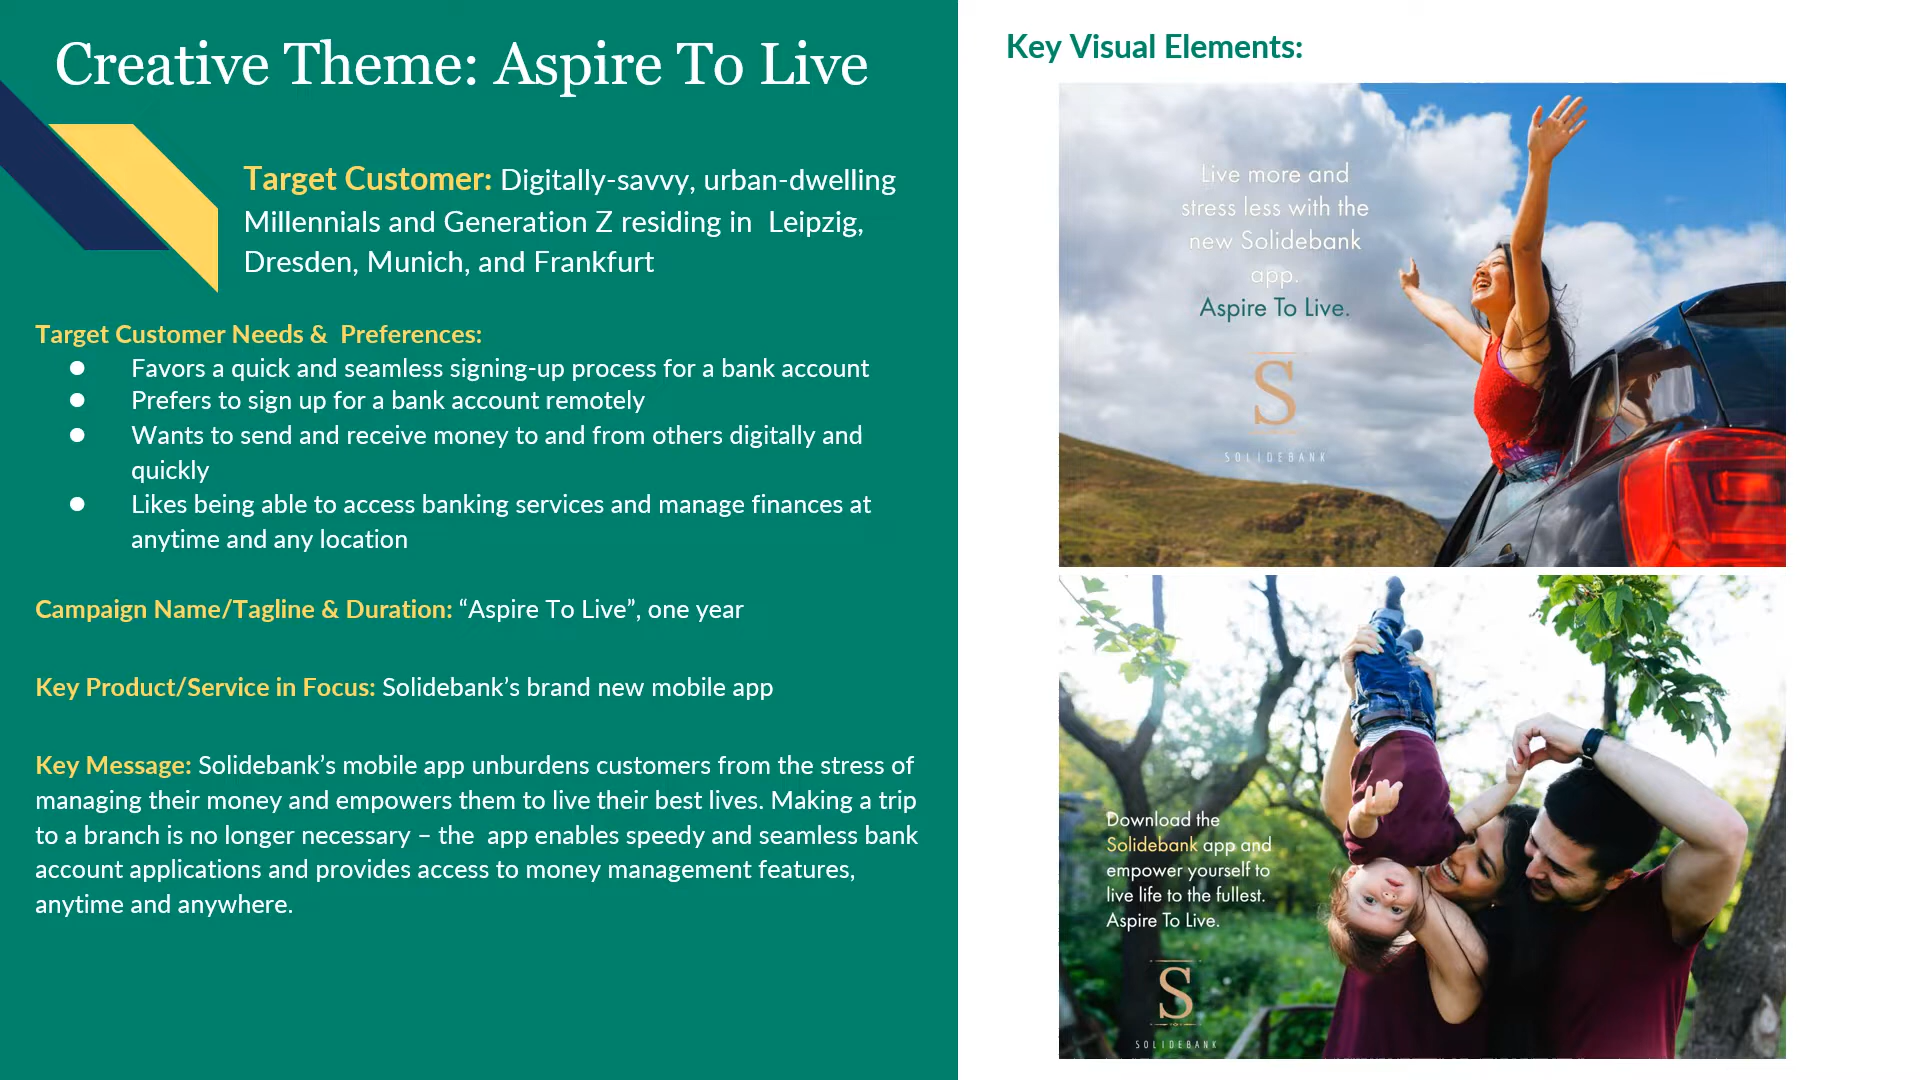 Creative Theme: Aspire To Live
Target Customer: Digitally-savvy, urban-dwelling
Millennials and Generation Z residing in  Leipzig,
Dresden, Munich, and Frankfurt
Target Customer Needs &  Preferences:
● Favors a quick and seamless signing-up process for a bank account
● Prefers to sign up for a bank account remotely
● Wants to send and receive money to and from others digitally and
quickly
● Likes being able to access banking services and manage finances at
anytime and any location
Campaign Name/Tagline & Duration: “Aspire To Live”, one year
Key Product/Service in Focus: Solidebank’s brand new mobile app
Key Message: Solidebank’s mobile app unburdens customers from the stress of
managing their money and empowers them to live their best lives. Making a trip
to a branch is no longer necessary – the  app enables speedy and seamless bank
account applications and provides access to money management features,
anytime and anywhere.
Key Visual Elements:
Live more and
stress less with the
new Solidebank
app.
Aspire To Live.
S
SOLIDEBANK
Download the
Solidebank app and
empower yourself to
live life to the fullest.
Aspire To Live.
S
SOLIDEBANK